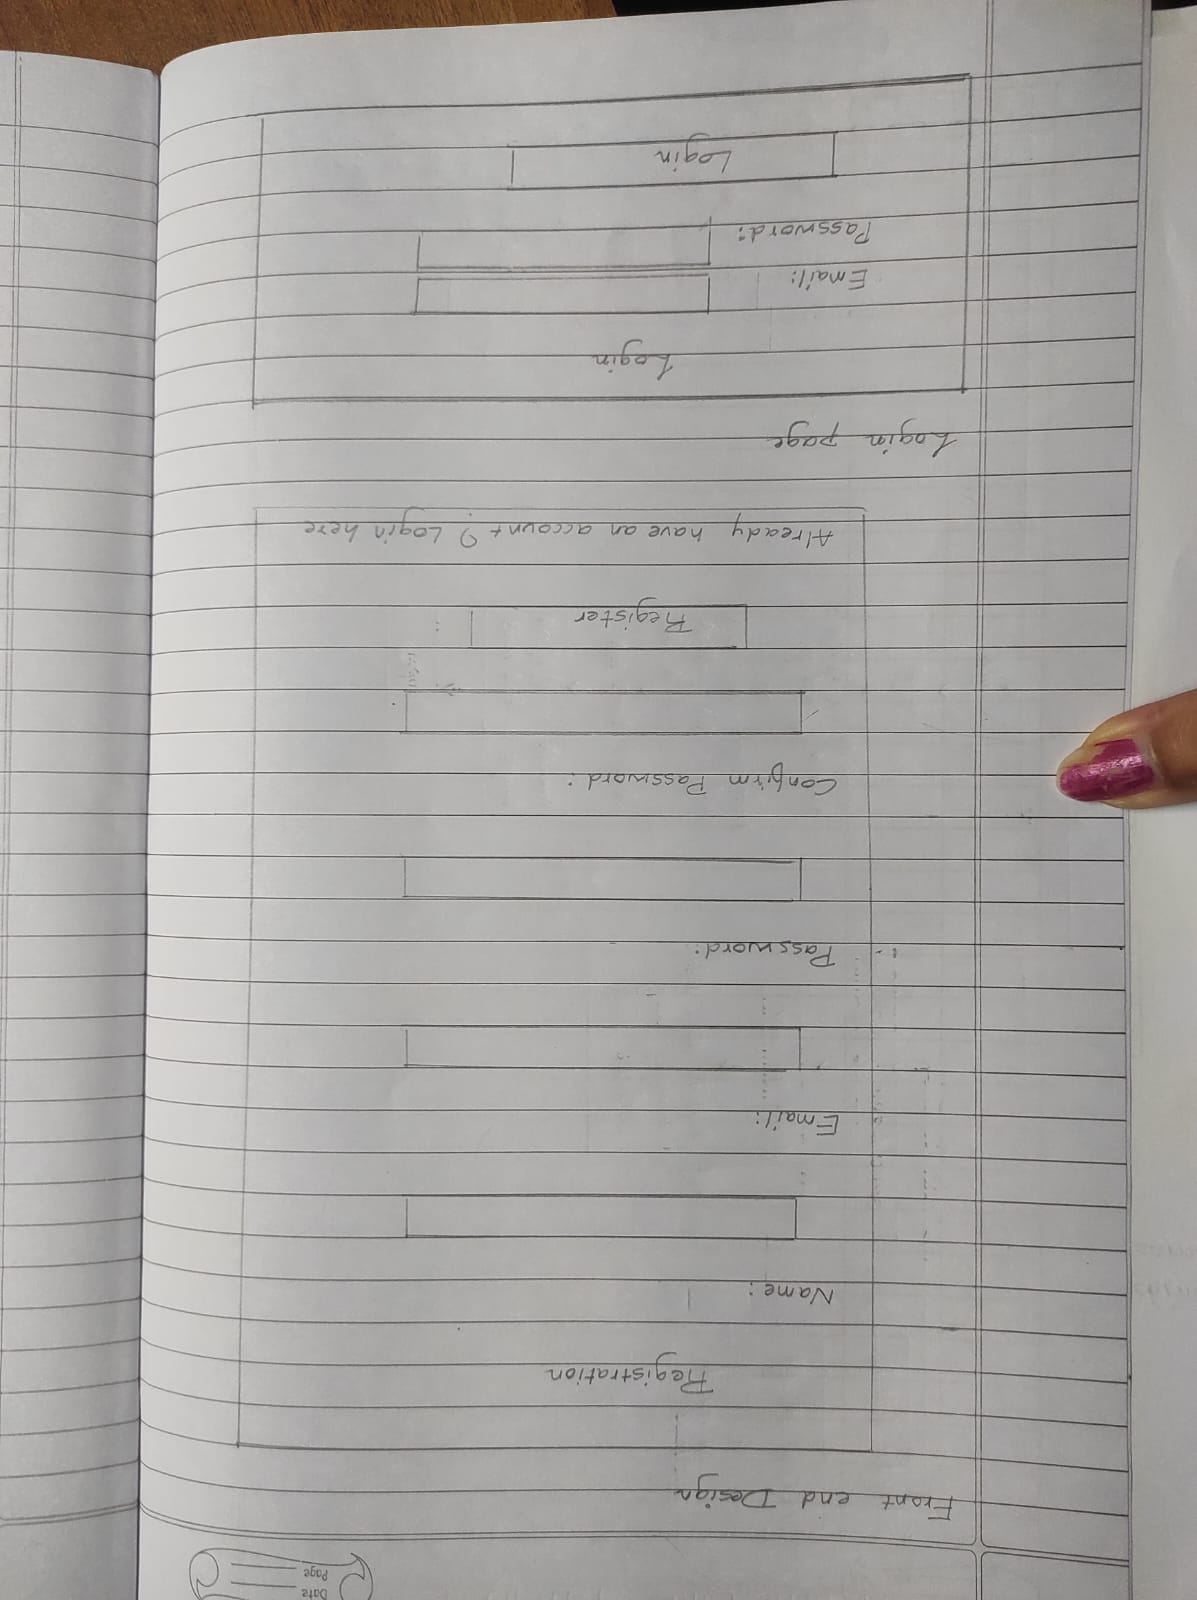 Date
Page
Front end Design
Registration
Name:
Email:
Password:
Confirm Password:
Register
Already have an account? Login here
Login page
Login
Email:
Password:
Login